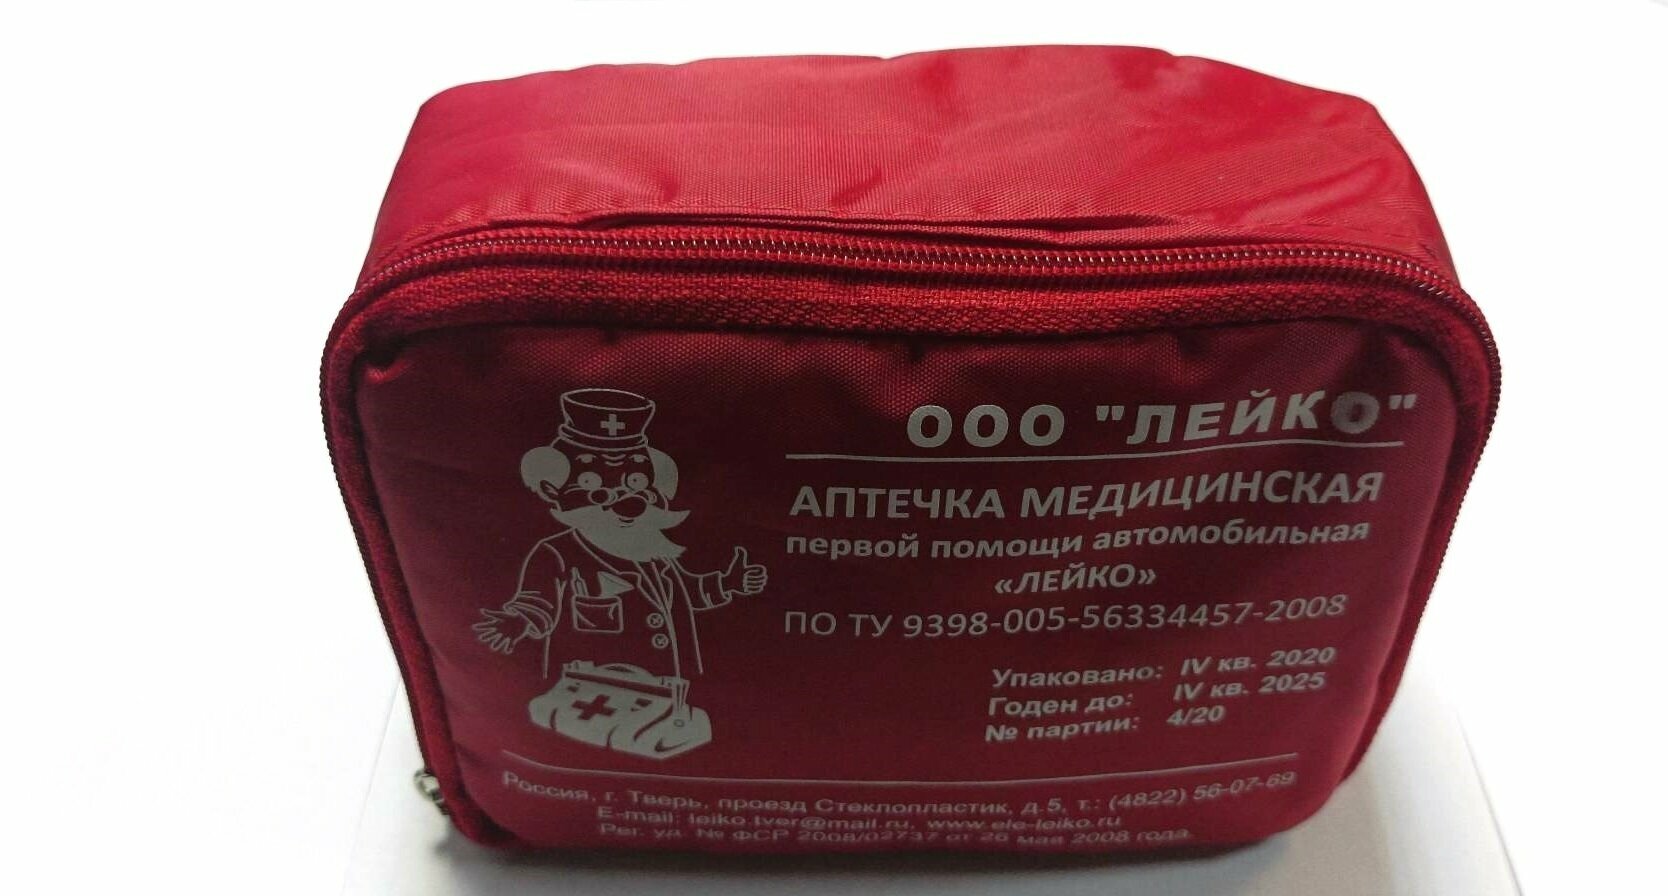 ООО "ЛЕЙКО"
АПТЕЧКА МЕДИЦИНСКАЯ
первой помощи автомобильная
«ЛЕЙКО»
ПО ТУ 9398-005-56334457-2008
Упаковано: IV кв. 2020
Годен до: IV кв. 2025
№ партии: 4/20
Россия, г. Тверь, проезд Стеклопластик, д.5, т.: (4822) 56-07-69
E-mail: leiko.tver@mail.ru, www.ele-leiko.ru
Рег. уд. № ФСР 2008/02737 от 26 мая 2008 года.